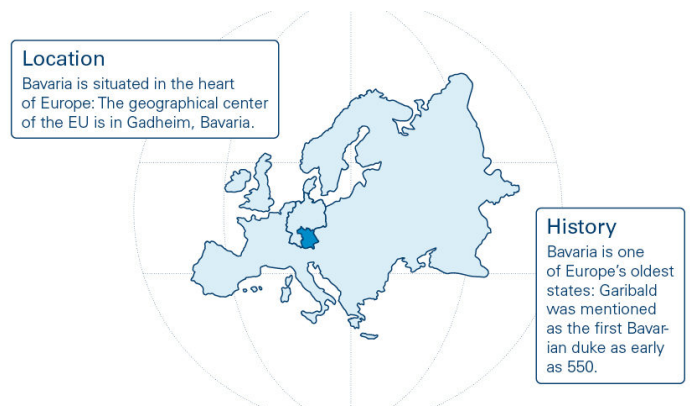 Location
Bavaria is situated in the heart
of Europe: The geographical center
of the EU is in Gadheim, Bavaria.
History
Bavaria is one
of Europe's oldest
states: Garibald
was mentioned
as the first Bavar-
ian duke as early
as 550.